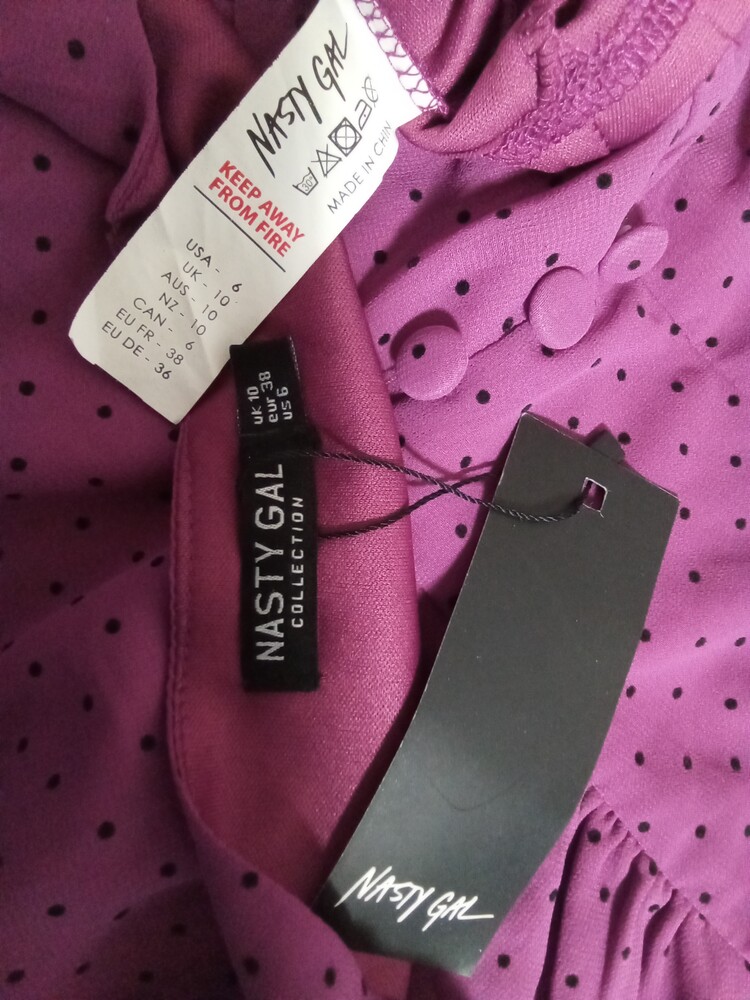 NASTY GAL
30°
MADE IN CHIN
KEEP AWAY
FROM FIRE
USA - 6
UK - 10
AUS - 10
NZ - 10
CAN - 6
EU FR - 38
EU DE - 36
UK 10
eur 38
US 6
NASTY GAL
COLLECTION
NASTY GAL